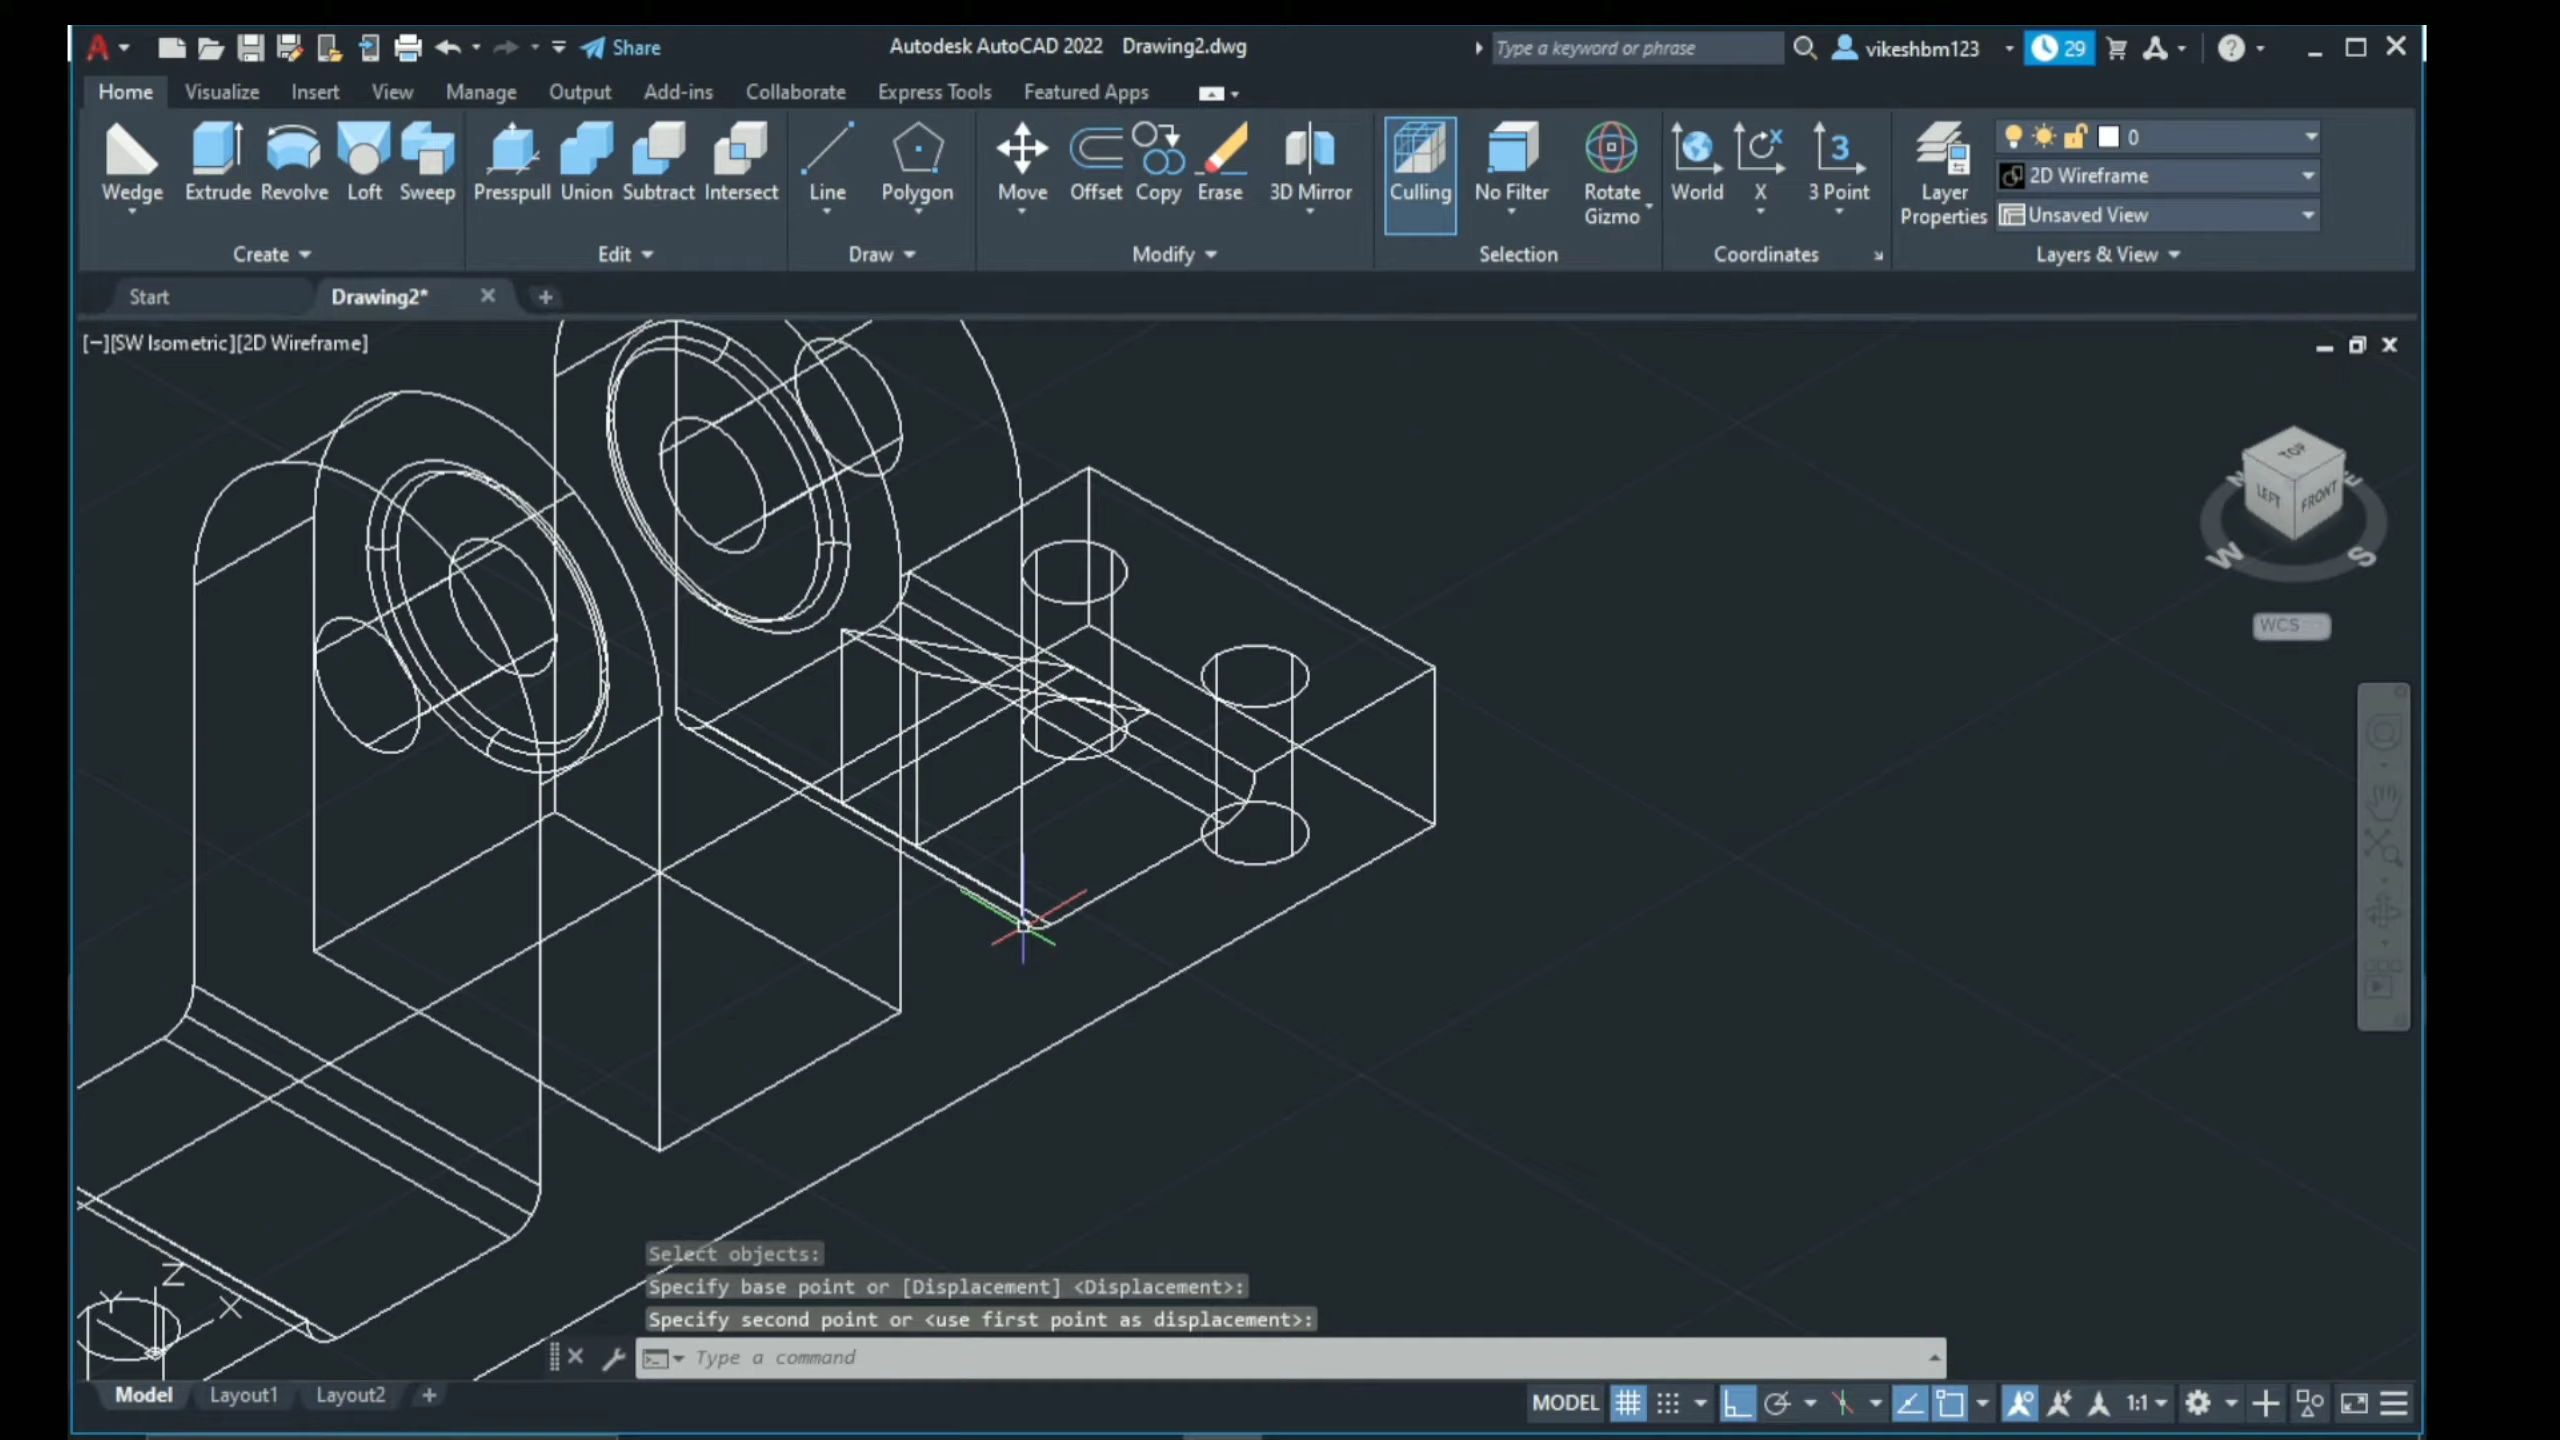 A Share Autodesk AutoCAD 2022 Drawing2.dwg Type a keyword or phrase vikeshbm123 29 ?
Home Visualize Insert View Manage Output Add-ins Collaborate Express Tools Featured Apps
Wedge Extrude Revolve Loft Sweep Presspull Union Subtract Intersect Line Polygon Move Offset Copy Erase 3D Mirror Culling No Filter Rotate Gizmo World X 3 Point Layer Properties
0
2D Wireframe
Unsaved View
Create Edit Draw Modify Selection Coordinates Layers & View
Start Drawing2* +
[−][SW Isometric][2D Wireframe]
TOP
LEFT FRONT
N E
W S
WCS
Z
Y X
Select objects:
Specify base point or [Displacement] <Displacement>:
Specify second point or <use first point as displacement>:
Type a command
Model Layout1 Layout2 +
MODEL 1:1